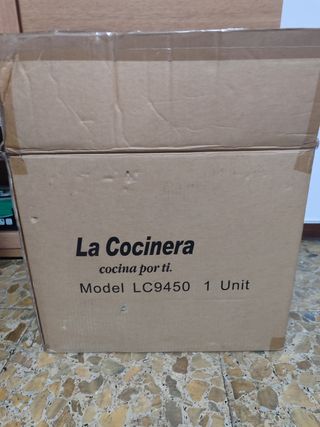 La Cocinera
cocina por ti.
Model LC9450 1 Unit